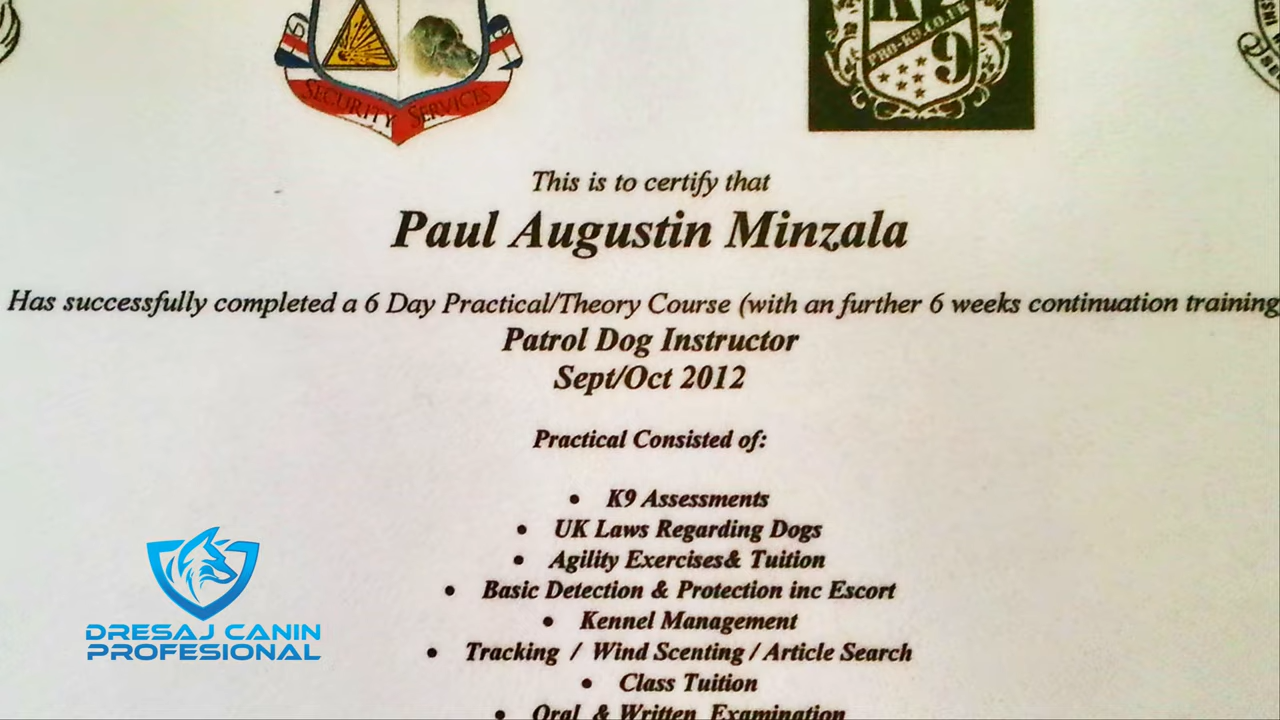 SECURITY SERVICES
K
9
PRO-K9.CO.UK
This is to certify that
Paul Augustin Minzala
Has successfully completed a 6 Day Practical/Theory Course (with an further 6 weeks continuation training
Patrol Dog Instructor
Sept/Oct 2012
Practical Consisted of:
• K9 Assessments
• UK Laws Regarding Dogs
• Agility Exercises& Tuition
• Basic Detection & Protection inc Escort
• Kennel Management
• Tracking / Wind Scenting / Article Search
• Class Tuition
• Oral & Written Examination
DRESAJ CANIN
PROFESIONAL